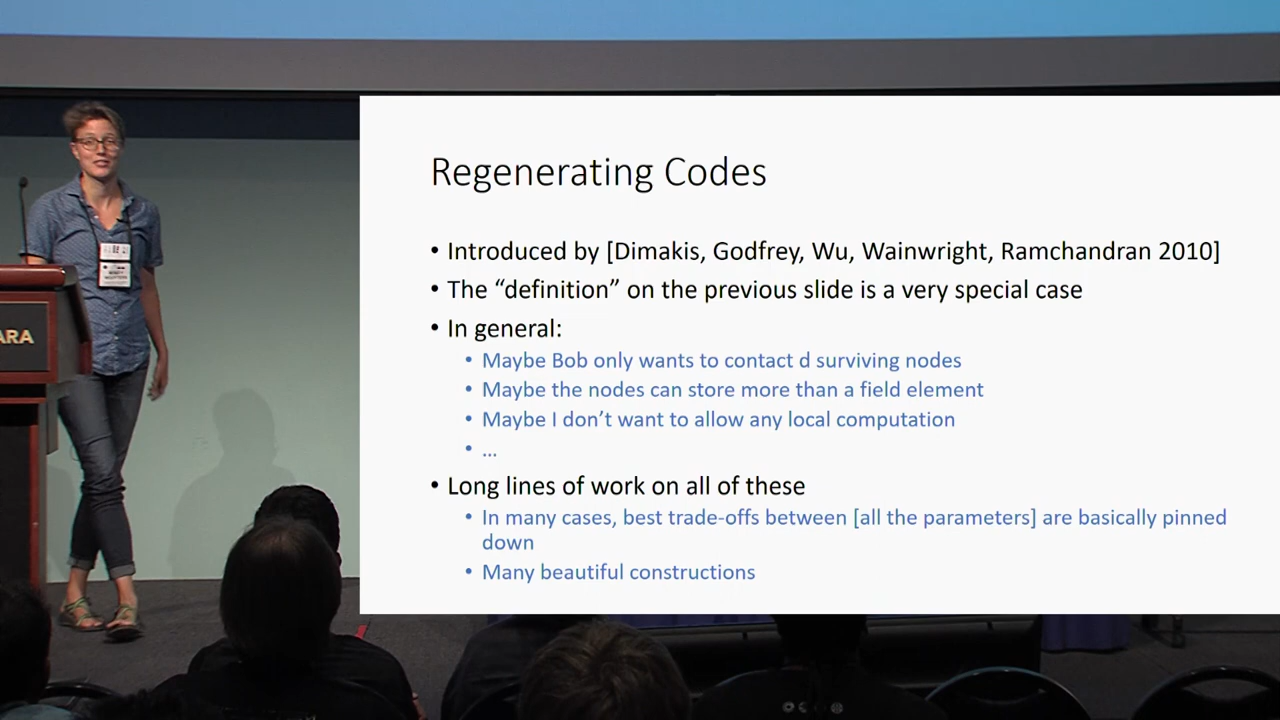 Regenerating Codes
• Introduced by [Dimakis, Godfrey, Wu, Wainwright, Ramchandran 2010]
• The “definition” on the previous slide is a very special case
• In general:
• Maybe Bob only wants to contact d surviving nodes
• Maybe the nodes can store more than a field element
• Maybe I don’t want to allow any local computation
• …
• Long lines of work on all of these
• In many cases, best trade-offs between [all the parameters] are basically pinned
down
• Many beautiful constructions
ARA